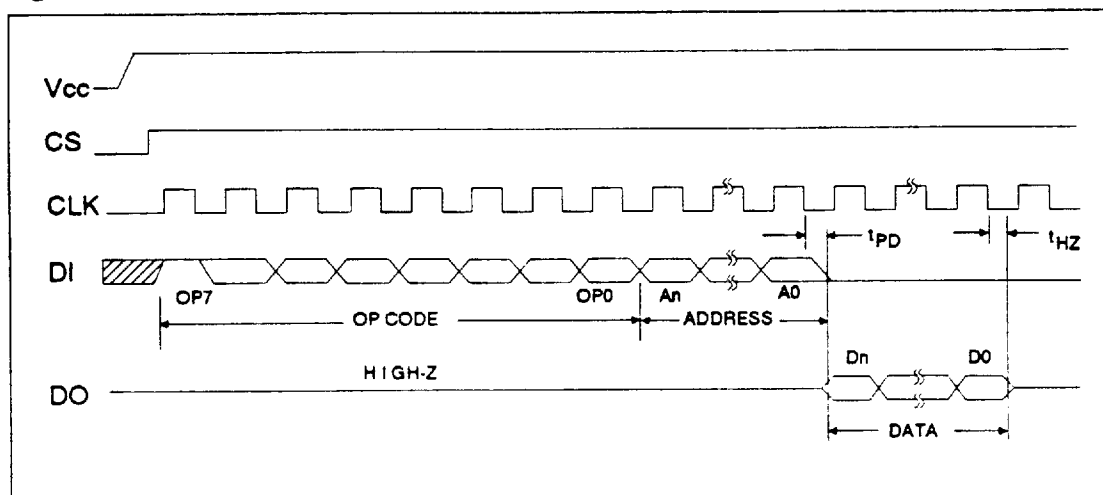 Vcc
CS
CLK
tPD
tHZ
DI
OP7
OP0
An
A0
OP CODE
ADDRESS
HIGH-Z
Dn
D0
DO
DATA